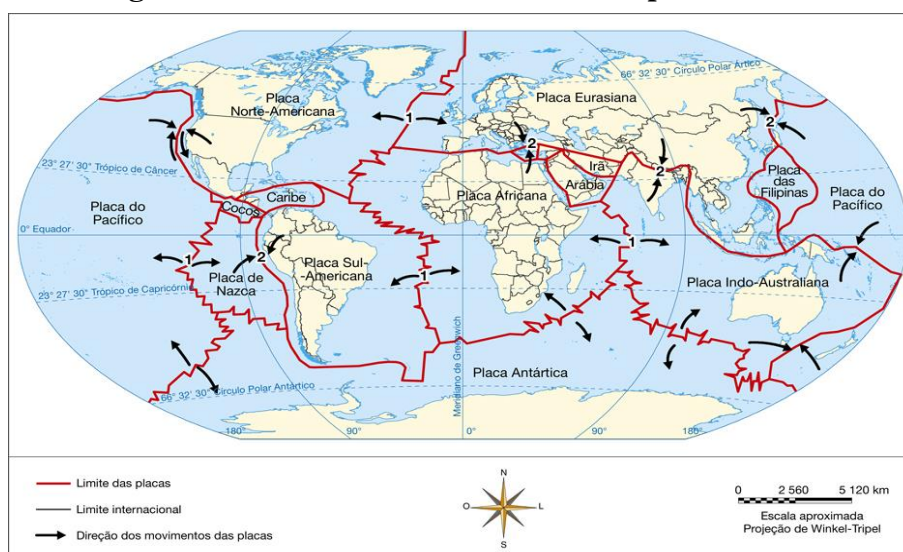 66° 32' 30" Círculo Polar Ártico
Placa
Norte-Americana
Placa Eurasiana
1
2
2
2
23° 27' 30" Trópico de Câncer
Irã
Arábia
Placa
das
Filipinas
Caribe
Cocos
Placa Africana
Placa
do Pacífico
Placa do
Pacífico
0° Equador
1
1
2
1
Placa de
Nazca
Placa Sul-
-Americana
Placa Indo-Australiana
23° 27' 30" Trópico de Capricórnio
Meridiano de Greenwich
Placa Antártica
66° 32' 30" Círculo Polar Antártico
180°
90°
0°
90°
180°
Limite das placas
Limite internacional
Direção dos movimentos das placas
N
O
L
S
0 2 560 5 120 km
Escala aproximada
Projeção de Winkel-Tripel